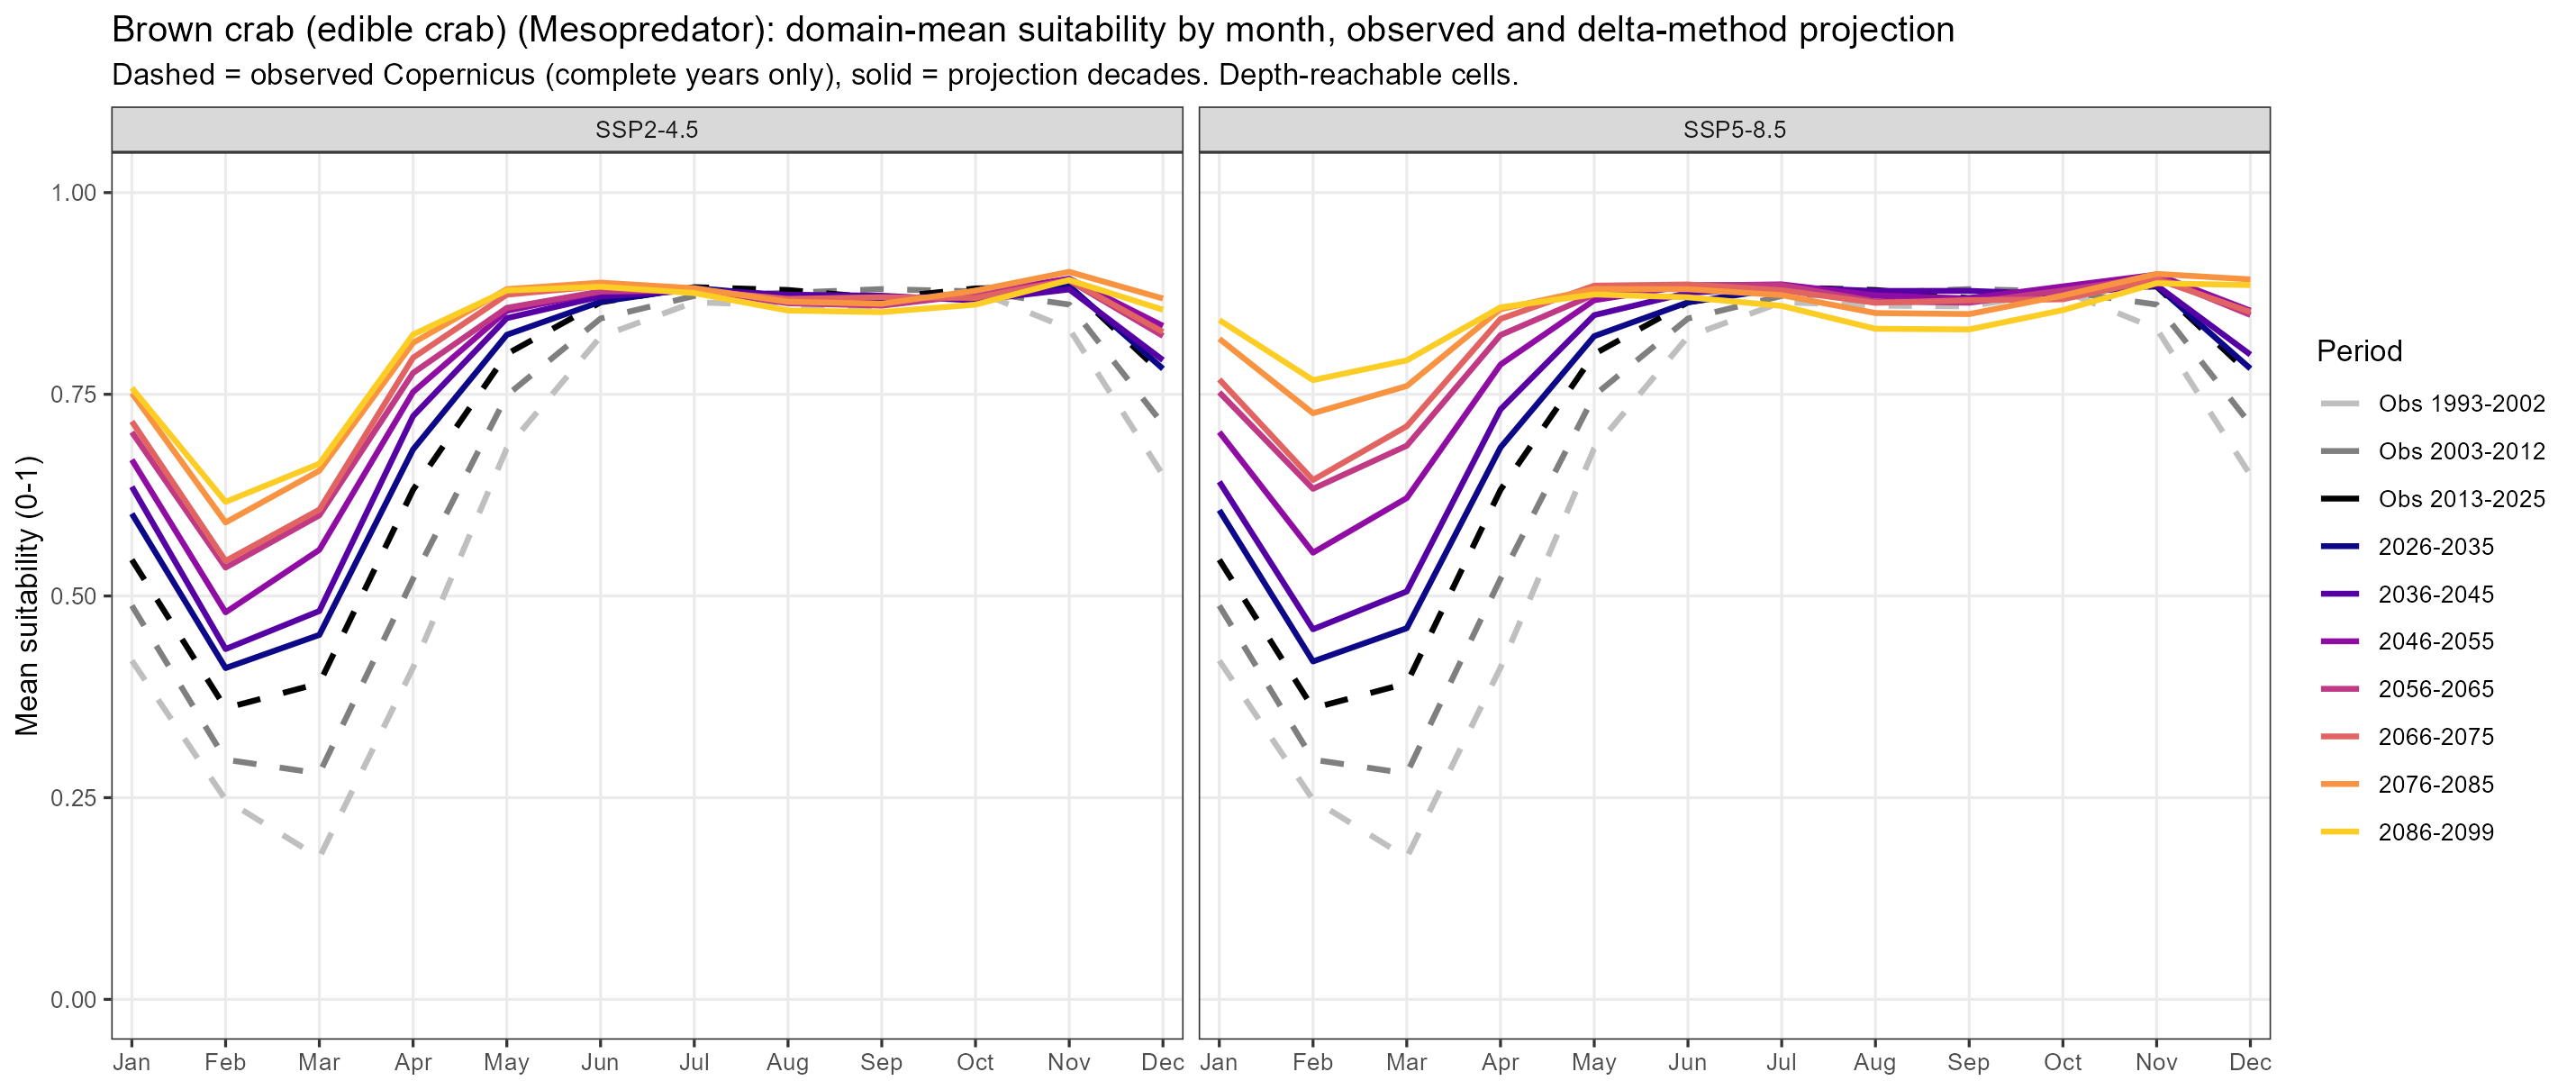 Brown crab (edible crab) (Mesopredator): domain-mean suitability by month, observed and delta-method projection
Dashed = observed Copernicus (complete years only), solid = projection decades. Depth-reachable cells.
SSP2-4.5
SSP5-8.5
Mean suitability (0-1)
1.00
0.75
0.50
0.25
0.00
Jan Feb Mar Apr May Jun Jul Aug Sep Oct Nov Dec
Jan Feb Mar Apr May Jun Jul Aug Sep Oct Nov Dec
Period
Obs 1993-2002
Obs 2003-2012
Obs 2013-2025
2026-2035
2036-2045
2046-2055
2056-2065
2066-2075
2076-2085
2086-2099